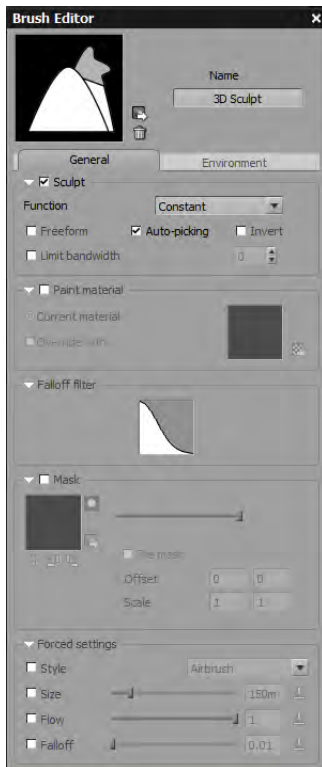 Brush Editor
Name
3D Sculpt
General Environment
Sculpt
Function Constant
Freeform Auto-picking Invert
Limit bandwidth 0
Paint material
Current material
Override with
Falloff filter
Mask
Tile mask
Offset 0 0
Scale 1 1
Forced settings
Style Airbrush
Size 150m
Flow 1
Falloff 0.01